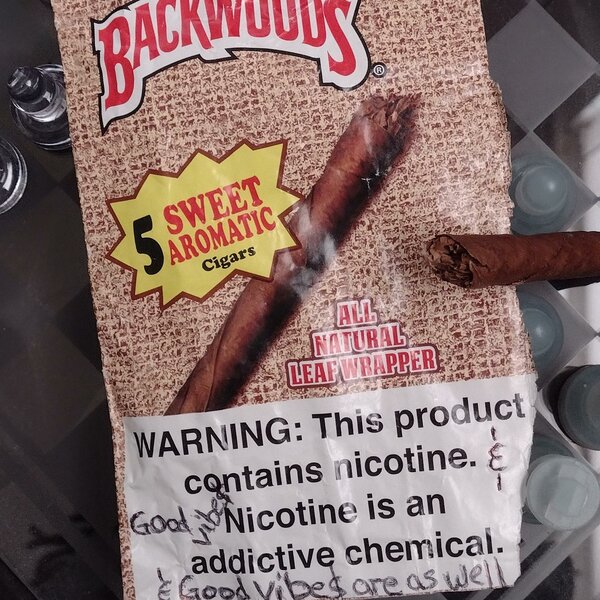 BACKWOODS®
5 SWEET
AROMATIC
Cigars
ALL
NATURAL
LEAF WRAPPER
WARNING: This product
contains nicotine. &
Good vibes Nicotine is an
addictive chemical.
& Good vibes are as well